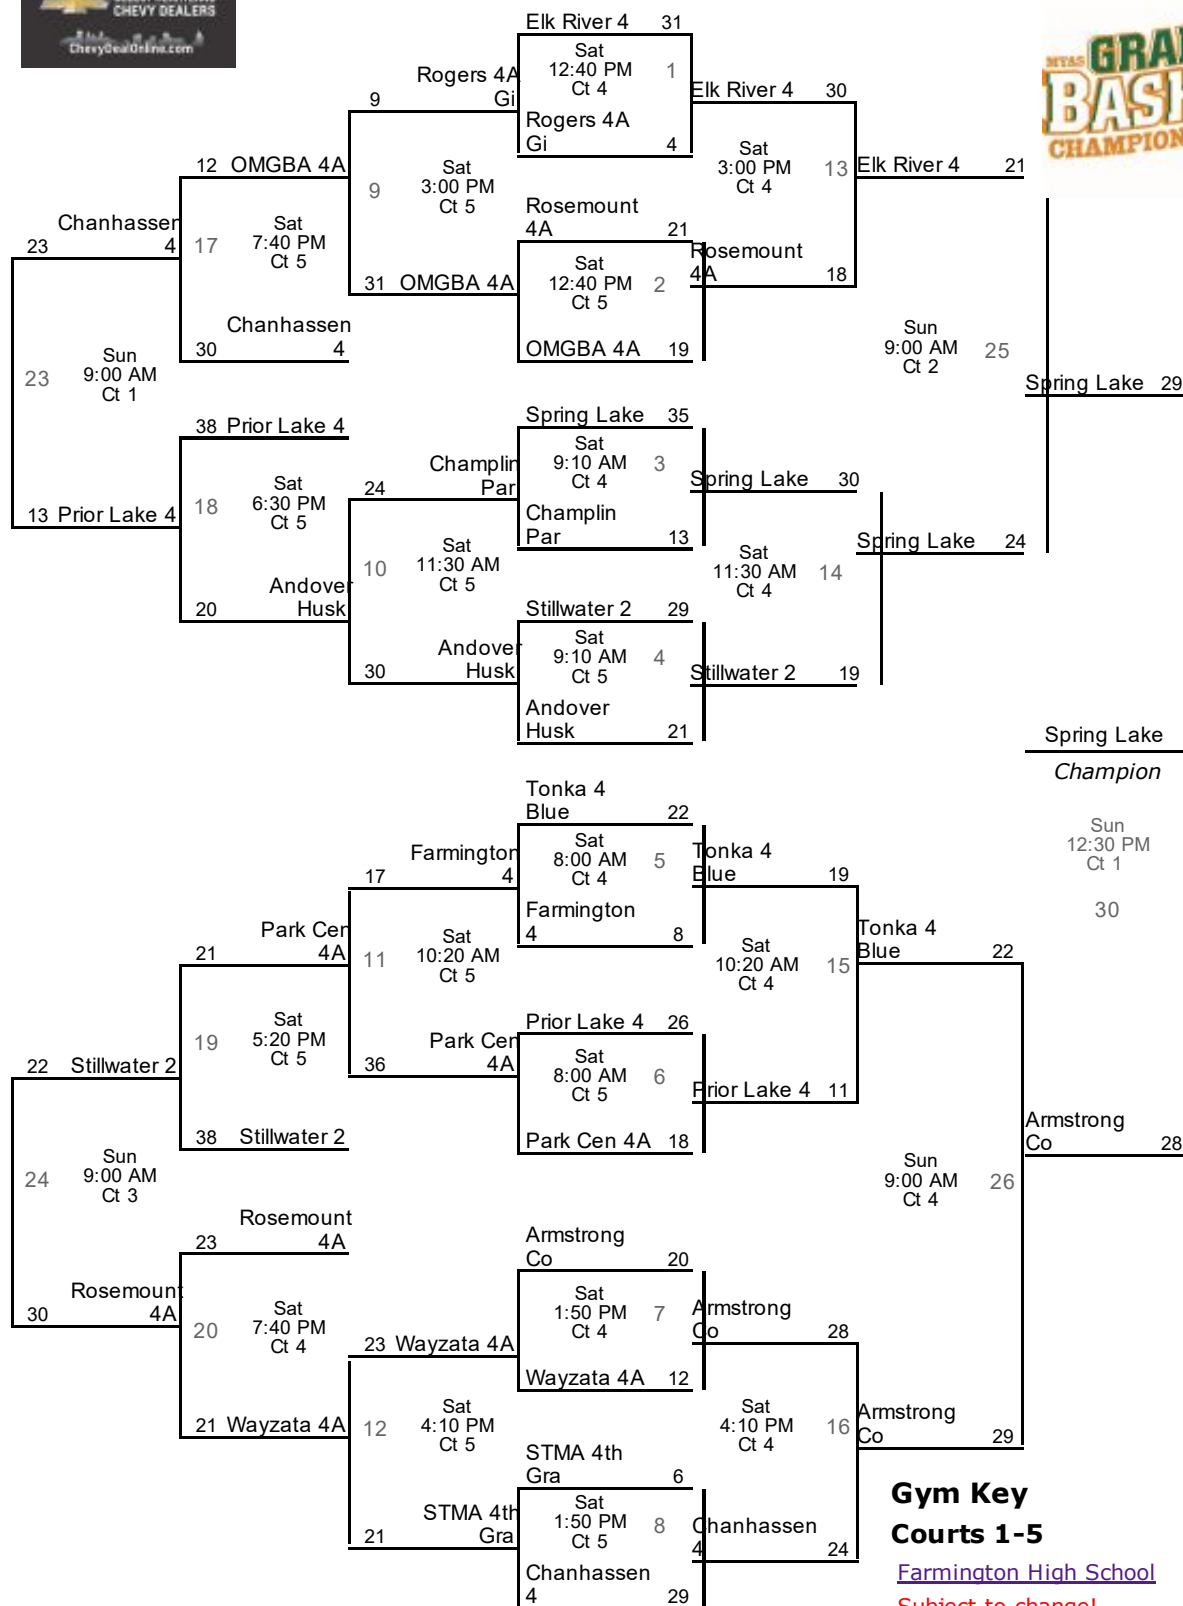 CHEVY DEALERS
ChevyDealOnline.com
MYAS GRA
BAS
CHAMPION
Elk River 4 31
Sat
12:40 PM
Ct 4
1
Rogers 4A
Gi
4
Rogers 4A
Gi
9
Elk River 4 30
Sat
3:00 PM
Ct 4
13
Elk River 4 21
12 OMGBA 4A
Sat
3:00 PM
Ct 5
9
Rosemount
4A
21
Sat
12:40 PM
Ct 5
2
OMGBA 4A 19
Rosemount
4A
18
31 OMGBA 4A
Chanhassen
4
23
Sat
7:40 PM
Ct 5
17
Chanhassen
4
30
Sun
9:00 AM
Ct 1
23
Sun
9:00 AM
Ct 2
25
Spring Lake 29
38 Prior Lake 4
Spring Lake 35
Sat
9:10 AM
Ct 4
3
Champlin
Par
13
Champlin
Par
24
Spring Lake 30
Sat
6:30 PM
Ct 5
18
13 Prior Lake 4
Sat
11:30 AM
Ct 5
10
Sat
11:30 AM
Ct 4
14
Spring Lake 24
Andover
Husk
20
Stillwater 2 29
Sat
9:10 AM
Ct 5
4
Andover
Husk
21
Andover
Husk
30
Stillwater 2 19
Spring Lake
Champion
Sun
12:30 PM
Ct 1
30
Tonka 4
Blue
22
Sat
8:00 AM
Ct 4
5
Farmington
4
8
Farmington
4
17
Tonka 4
Blue
19
Park Cen
4A
21
Sat
10:20 AM
Ct 5
11
Sat
10:20 AM
Ct 4
15
Tonka 4
Blue
22
Prior Lake 4 26
Sat
8:00 AM
Ct 5
6
Park Cen 4A 18
Park Cen
4A
36
Prior Lake 4 11
Sat
5:20 PM
Ct 5
19
22 Stillwater 2
38 Stillwater 2
Sun
9:00 AM
Ct 3
24
Sun
9:00 AM
Ct 4
26
Armstrong
Co
28
Rosemount
4A
23
Armstrong
Co
20
Sat
1:50 PM
Ct 4
7
Wayzata 4A 12
Rosemount
4A
30
Sat
7:40 PM
Ct 4
20
23 Wayzata 4A
Armstrong
Co
28
Sat
4:10 PM
Ct 5
12
Sat
4:10 PM
Ct 4
16
Armstrong
Co
29
21 Wayzata 4A
STMA 4th
Gra
6
Sat
1:50 PM
Ct 5
8
Chanhassen
4
29
STMA 4th
Gra
21
Chanhassen
4
24
Gym Key
Courts 1-5
Farmington High School
Subject to change!